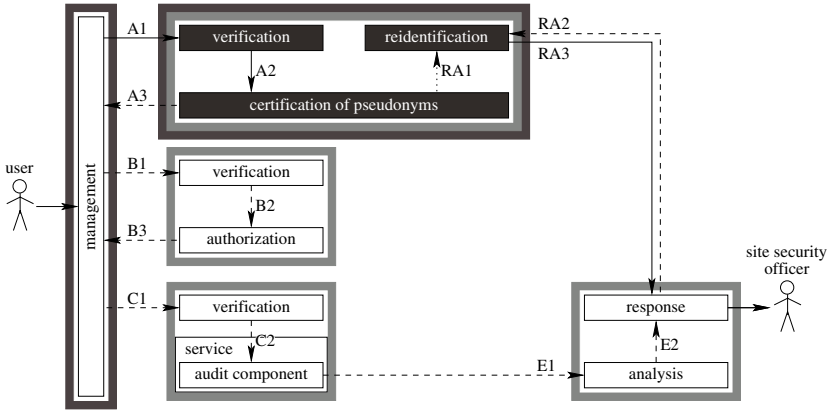 A1
verification
reidentification
RA2
RA3
A2
RA1
A3
certification of pseudonyms
user
management
B1
verification
B2
B3
authorization
site security
officer
C1
verification
response
service
C2
E2
audit component
E1
analysis